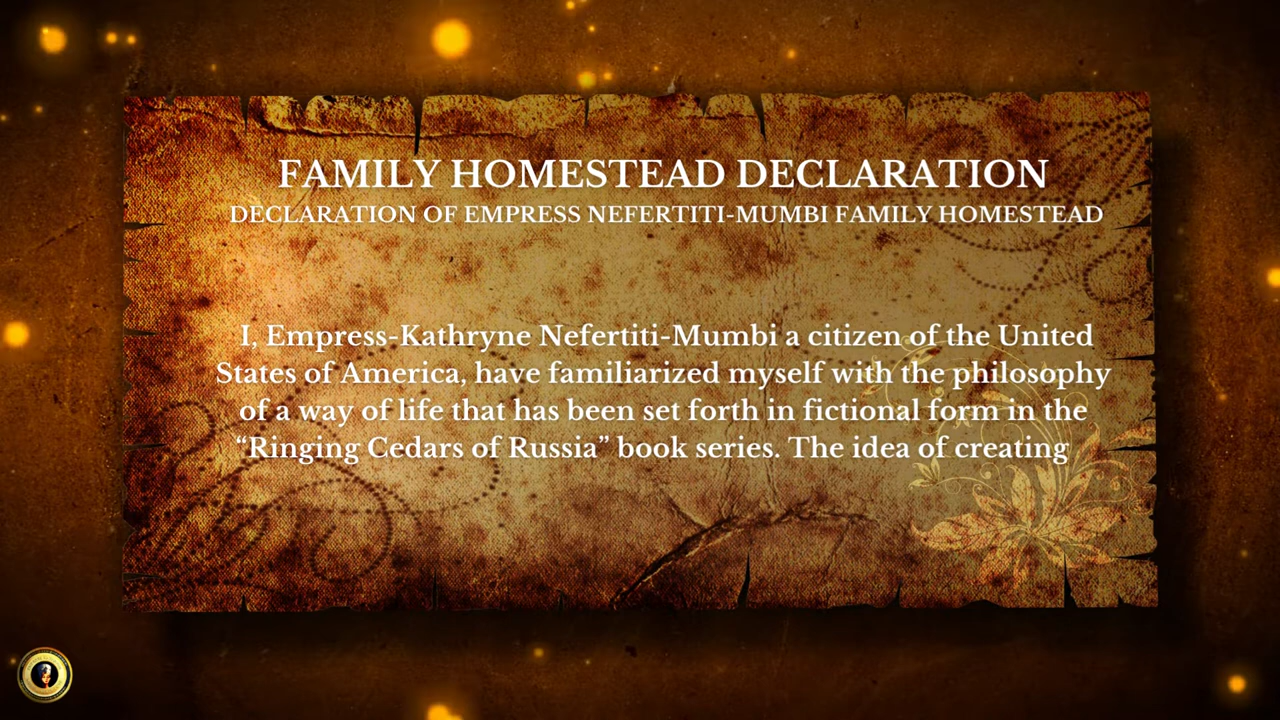 FAMILY HOMESTEAD DECLARATION
DECLARATION OF EMPRESS NEFERTITI-MUMBI FAMILY HOMESTEAD
I, Empress-Kathryne Nefertiti-Mumbi a citizen of the United
States of America, have familiarized myself with the philosophy
of a way of life that has been set forth in fictional form in the
“Ringing Cedars of Russia” book series. The idea of creating